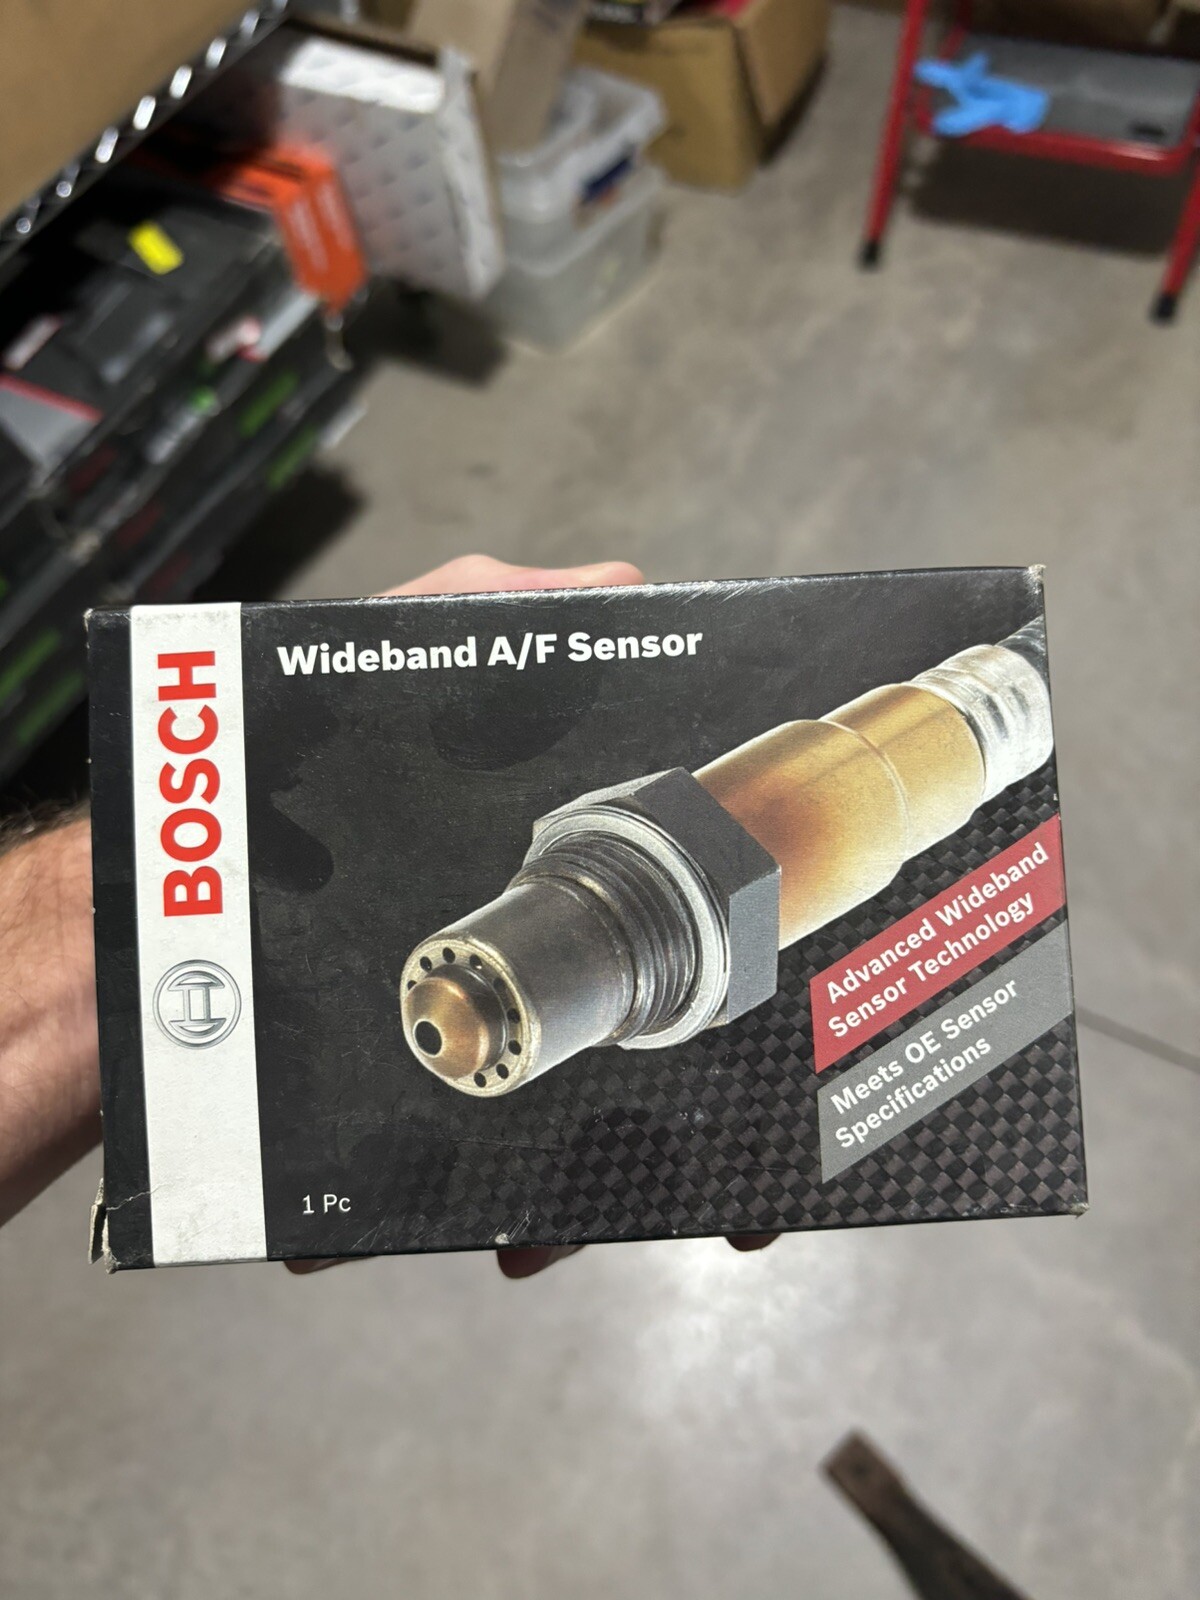 BOSCH
Wideband A/F Sensor
Advanced Wideband
Sensor Technology
Meets OE Sensor
Specifications
1 Pc